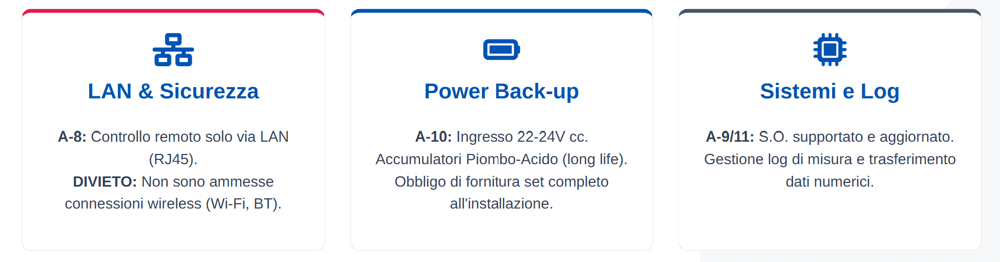 LAN & Sicurezza
A-8: Controllo remoto solo via LAN
(RJ45).
DIVIETO: Non sono ammesse
connessioni wireless (Wi-Fi, BT).
Power Back-up
A-10: Ingresso 22-24V cc.
Accumulatori Piombo-Acido (long life).
Obbligo di fornitura set completo
all'installazione.
Sistemi e Log
A-9/11: S.O. supportato e aggiornato.
Gestione log di misura e trasferimento
dati numerici.